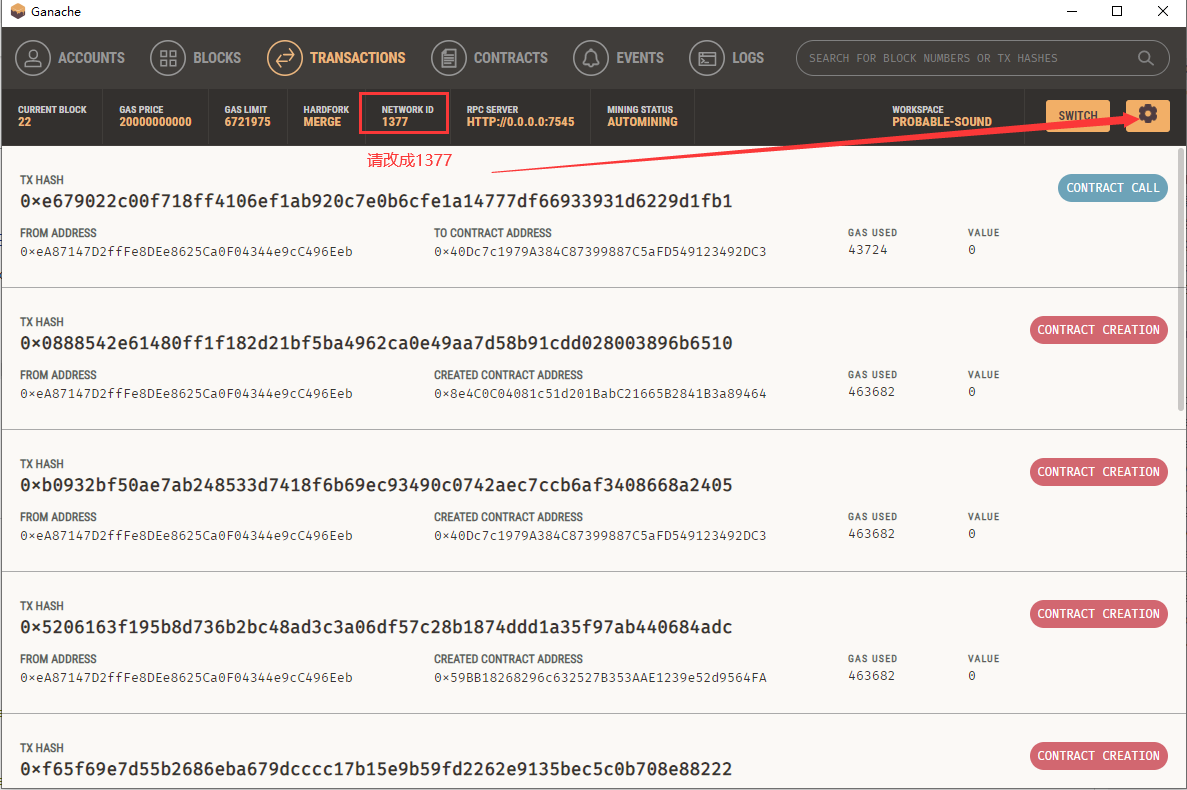 Ganache
ACCOUNTS BLOCKS TRANSACTIONS CONTRACTS EVENTS LOGS SEARCH FOR BLOCK NUMBERS OR TX HASHES
CURRENT BLOCK GAS PRICE GAS LIMIT HARDFORK NETWORK ID RPC SERVER MINING STATUS WORKSPACE SWITCH
22 20000000000 6721975 MERGE 1377 HTTP://0.0.0.0:7545 AUTOMINING PROBABLE-SOUND
请改成1377
TX HASH
0×e679022c00f718ff4106ef1ab920c7e0b6cfe1a14777df66933931d6229d1fb1 CONTRACT CALL
FROM ADDRESS TO CONTRACT ADDRESS GAS USED VALUE
0×eA87147D2ffFe8DEe8625Ca0F04344e9cC496Eeb 0×40Dc7c1979A384C87399887C5aFD549123492DC3 43724 0
TX HASH
0×0888542e61480ff1f182d21bf5ba4962ca0e49aa7d58b91cdd028003896b6510 CONTRACT CREATION
FROM ADDRESS CREATED CONTRACT ADDRESS GAS USED VALUE
0×eA87147D2ffFe8DEe8625Ca0F04344e9cC496Eeb 0×8e4C0C04081c51d201BabC21665B2841B3a89464 463682 0
TX HASH
0×b0932bf50ae7ab248533d7418f6b69ec93490c0742aec7ccb6af3408668a2405 CONTRACT CREATION
FROM ADDRESS CREATED CONTRACT ADDRESS GAS USED VALUE
0×eA87147D2ffFe8DEe8625Ca0F04344e9cC496Eeb 0×40Dc7c1979A384C87399887C5aFD549123492DC3 463682 0
TX HASH
0×5206163f195b8d736b2bc48ad3c3a06df57c28b1874ddd1a35f97ab440684adc CONTRACT CREATION
FROM ADDRESS CREATED CONTRACT ADDRESS GAS USED VALUE
0×eA87147D2ffFe8DEe8625Ca0F04344e9cC496Eeb 0×59BB18268296c632527B353AAE1239e52d9564FA 463682 0
TX HASH
0×f65f69e7d55b2686eba679dcccc17b15e9b59fd2262e9135bec5c0b708e88222 CONTRACT CREATION